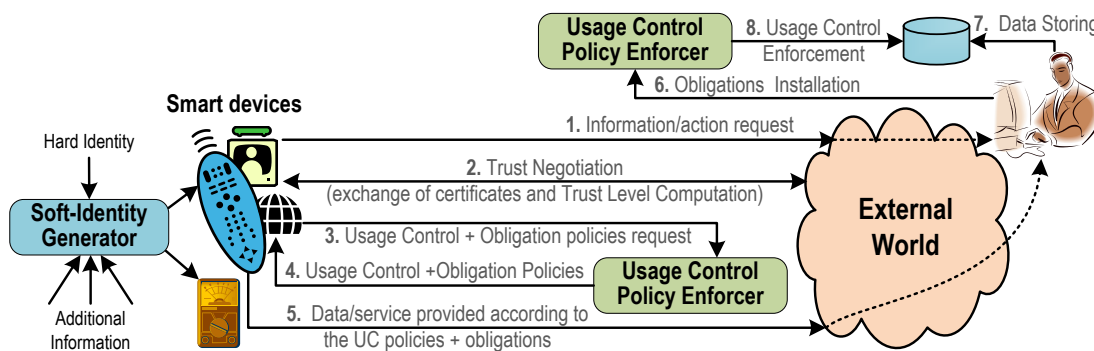 Usage Control
Policy Enforcer
8. Usage Control
Enforcement
7. Data Storing
6. Obligations Installation
Smart devices
1. Information/action request
Hard Identity
2. Trust Negotiation
(exchange of certificates and Trust Level Computation)
Soft-Identity
Generator
External
World
3. Usage Control + Obligation policies request
4. Usage Control +Obligation Policies
Usage Control
Policy Enforcer
5. Data/service provided according to
the UC policies + obligations
Additional
Information